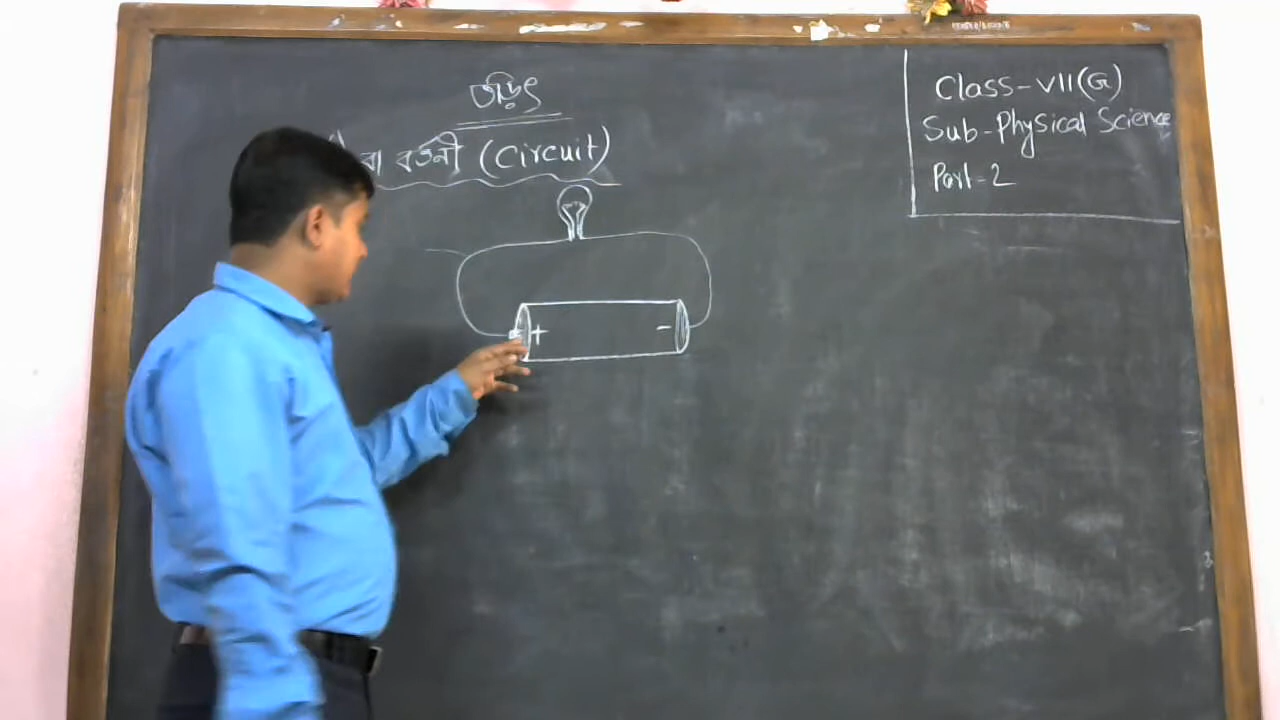 তড়িৎ
বা বর্তনী (Circuit)
+ -
Class-VII(G)
Sub-Physical Science
Part-2